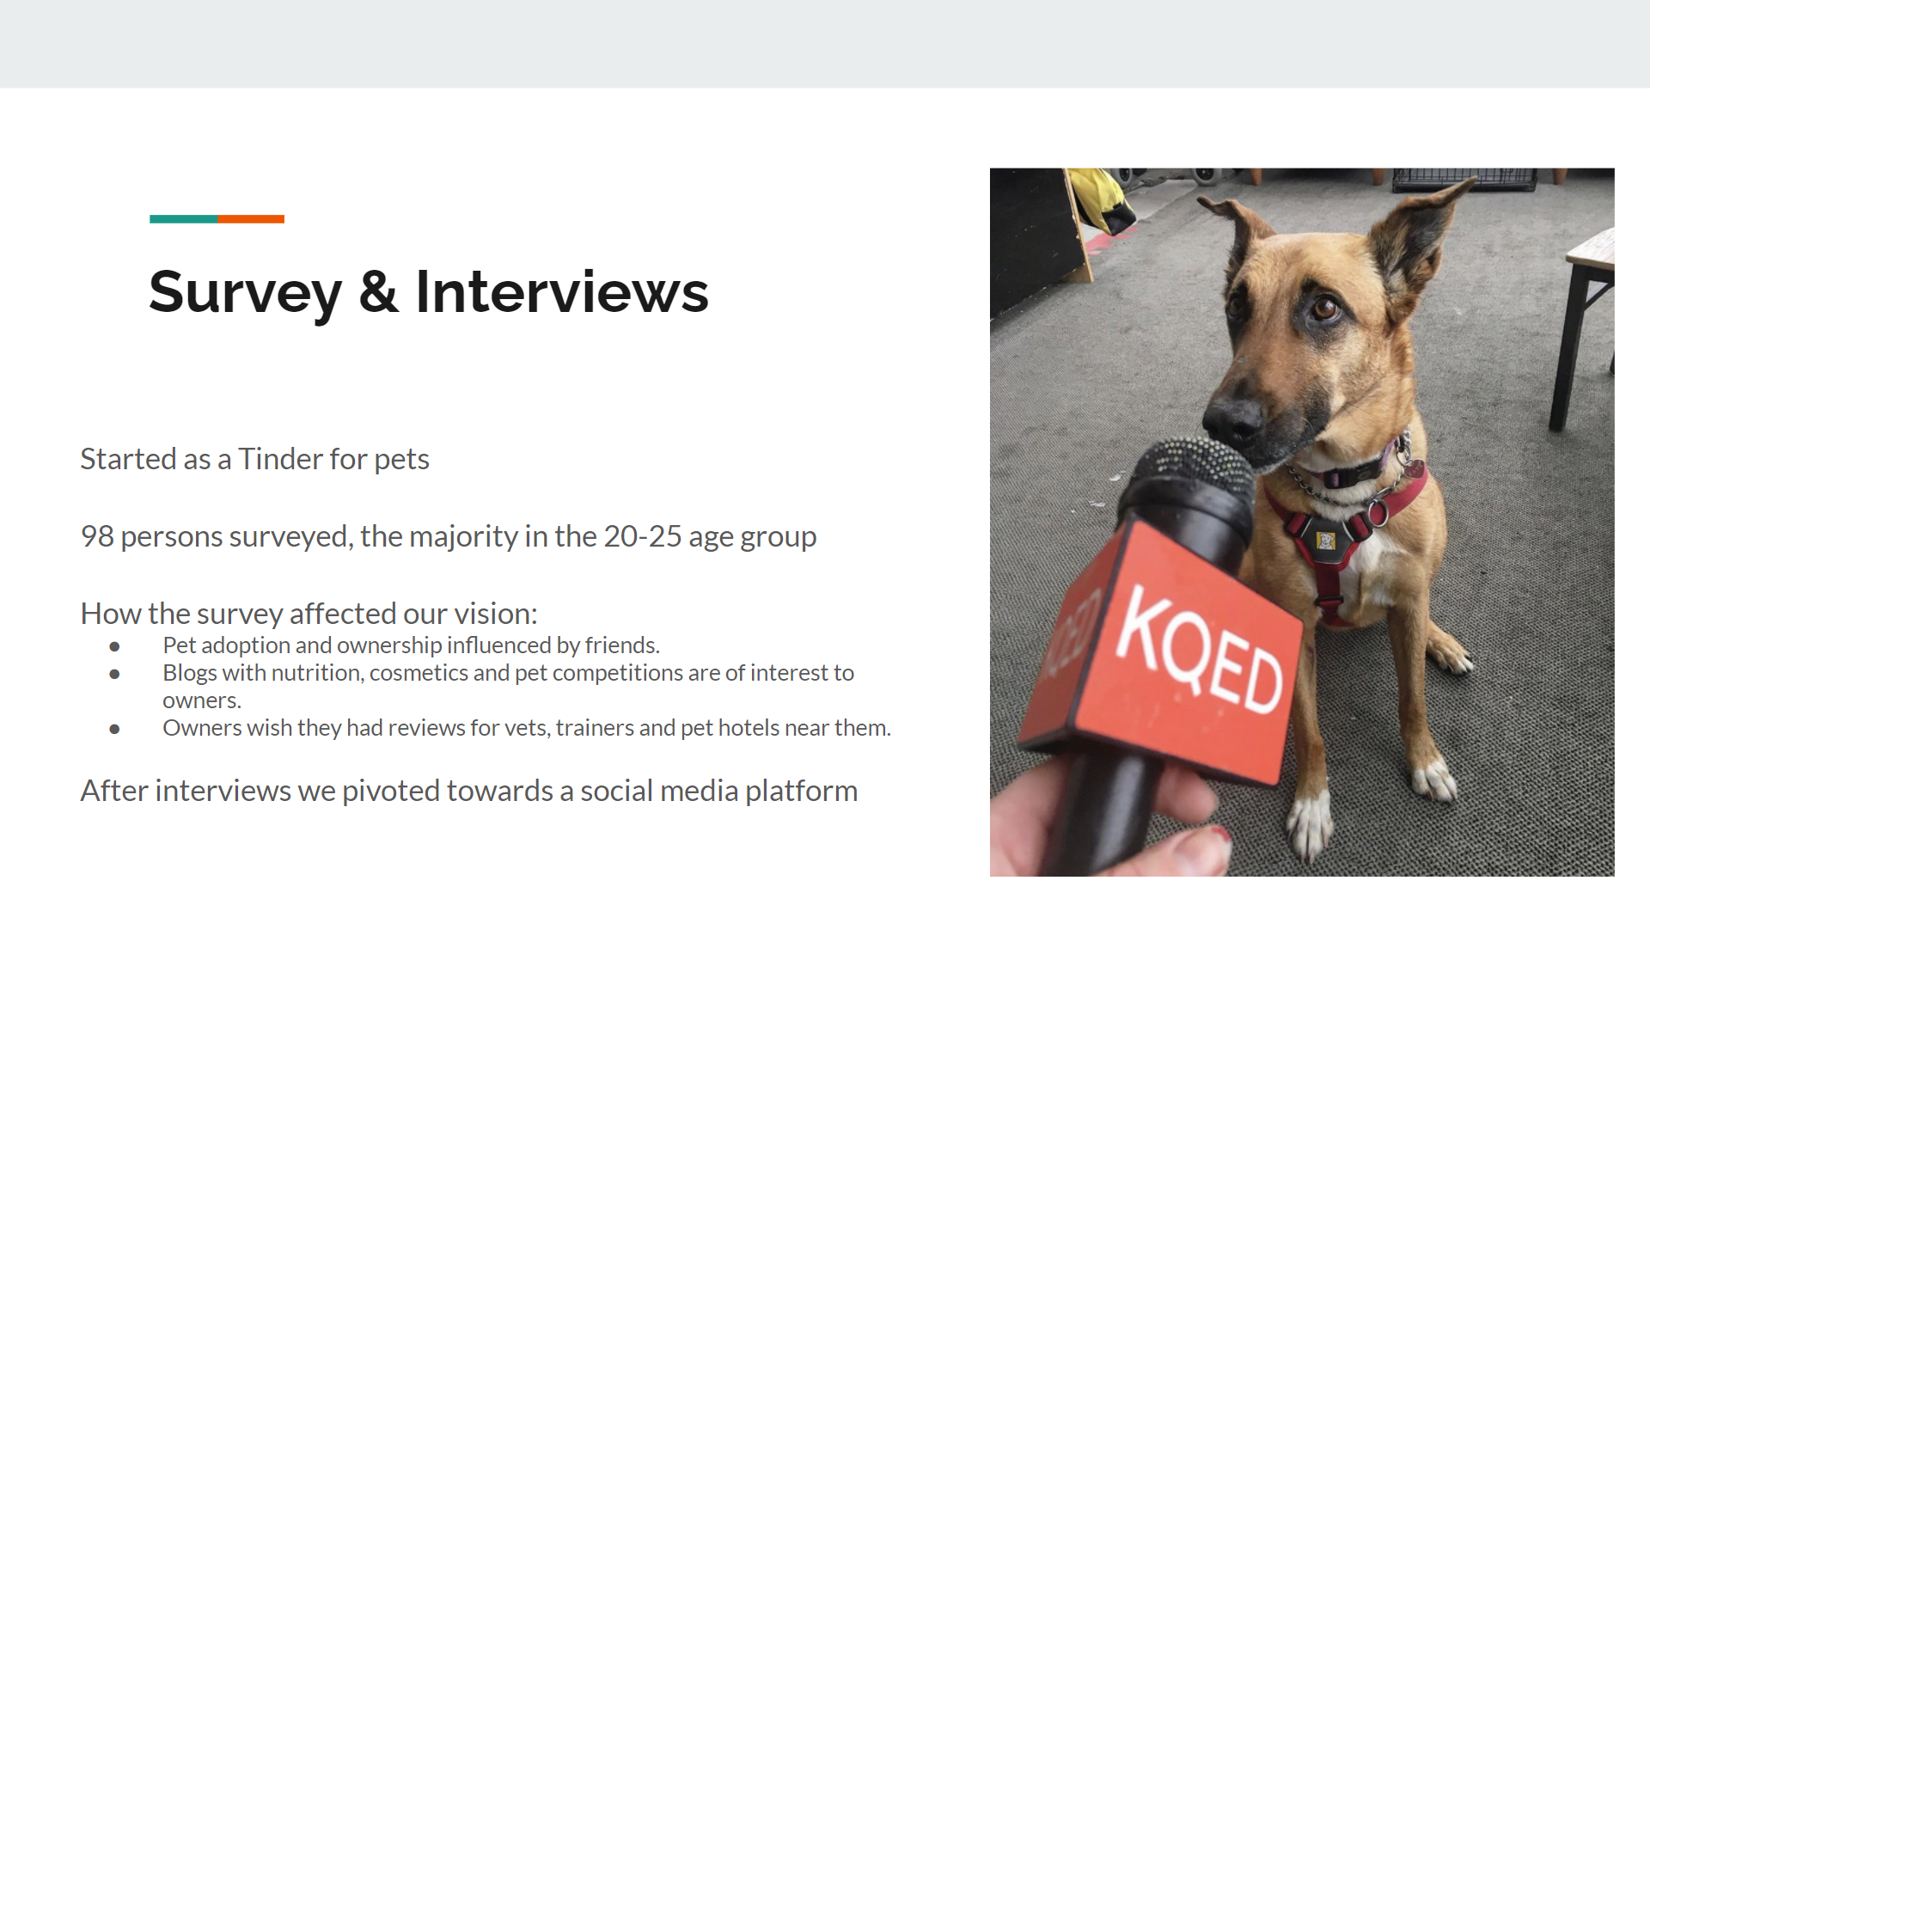 Survey & Interviews
Started as a Tinder for pets
98 persons surveyed, the majority in the 20-25 age group
How the survey affected our vision:
● Pet adoption and ownership influenced by friends.
● Blogs with nutrition, cosmetics and pet competitions are of interest to
owners.
● Owners wish they had reviews for vets, trainers and pet hotels near them.
After interviews we pivoted towards a social media platform
KQED
KQED